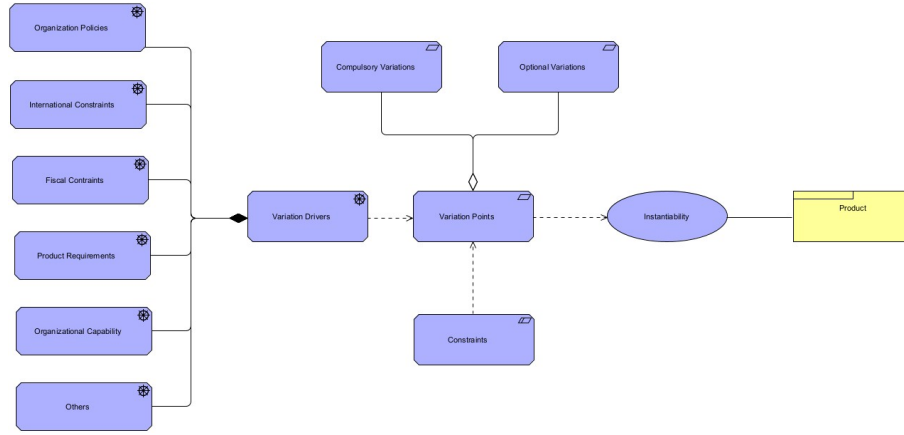 Organization Policies
Compulsory Variations
Optional Variations
International Constraints
Fiscal Contraints
Variation Drivers
Variation Points
Instantiability
Product
Product Requirements
Organizational Capability
Constraints
Others